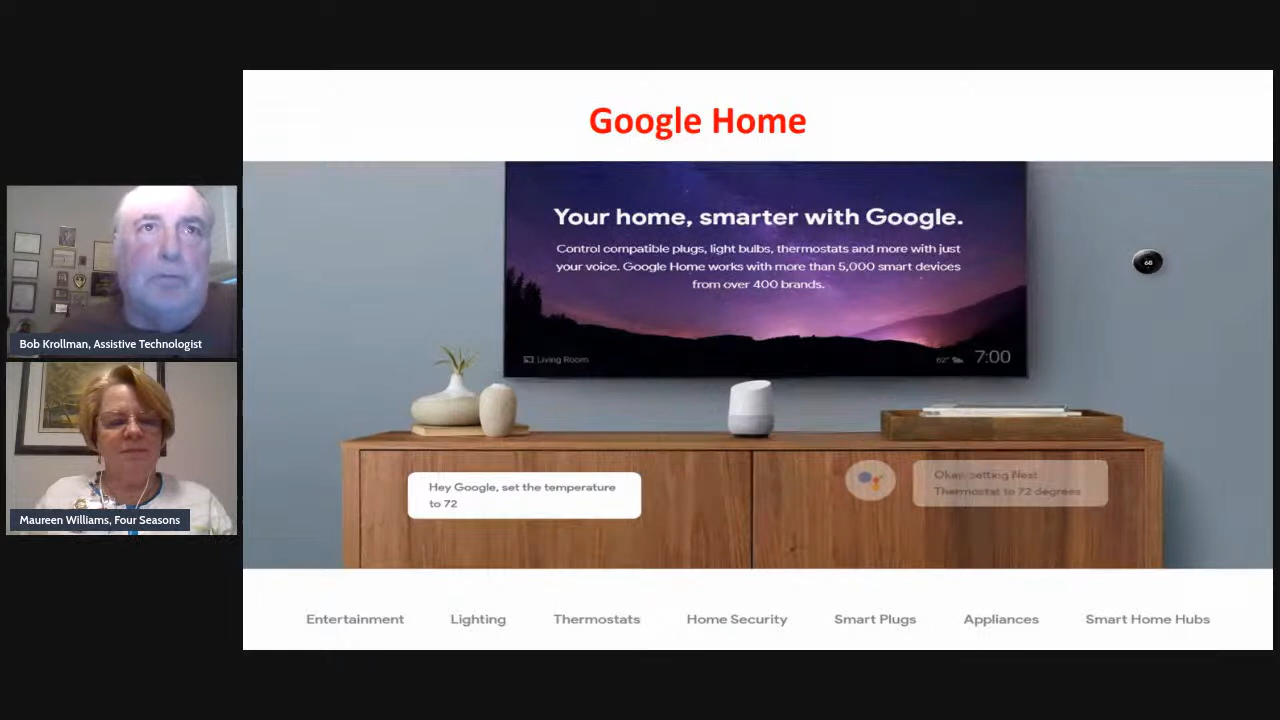 Google Home
Your home, smarter with Google.
Control compatible plugs, light bulbs, thermostats and more with just
your voice. Google Home works with more than 5,000 smart devices
from over 400 brands.
Living Room
62°
7:00
68
Hey Google, set the temperature
to 72
Okay, setting Nest
Thermostat to 72 degrees
Entertainment
Lighting
Thermostats
Home Security
Smart Plugs
Appliances
Smart Home Hubs
Bob Krollman, Assistive Technologist
Maureen Williams, Four Seasons